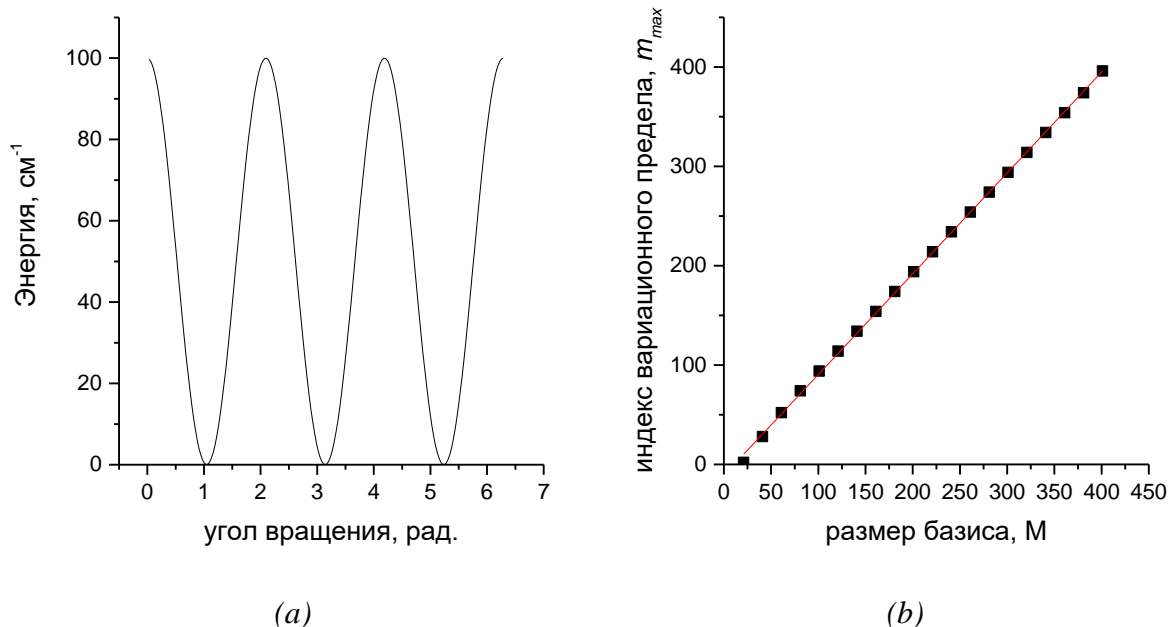 Энергия, см-1
100
80
60
40
20
0
0 1 2 3 4 5 6 7
угол вращения, рад.
(a)
индекс вариационного предела, mmax
400
300
200
100
0
0 50 100 150 200 250 300 350 400 450
размер базиса, М
(b)